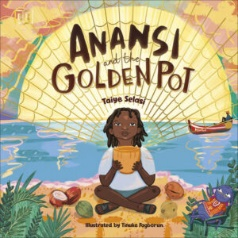 ANANSI
and the
GOLDEN POT
Taiye Selasi
Illustrated by Tinuke Fagborun